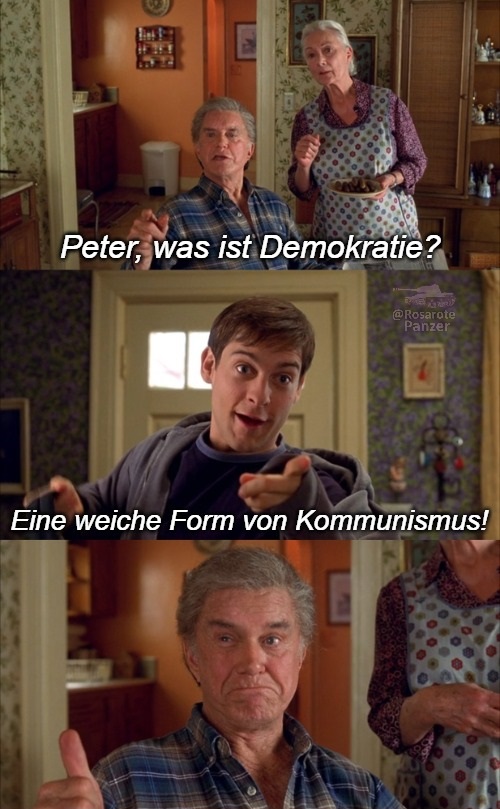 Peter, was ist Demokratie?
@Rosarote
Panzer
Eine weiche Form von Kommunismus!